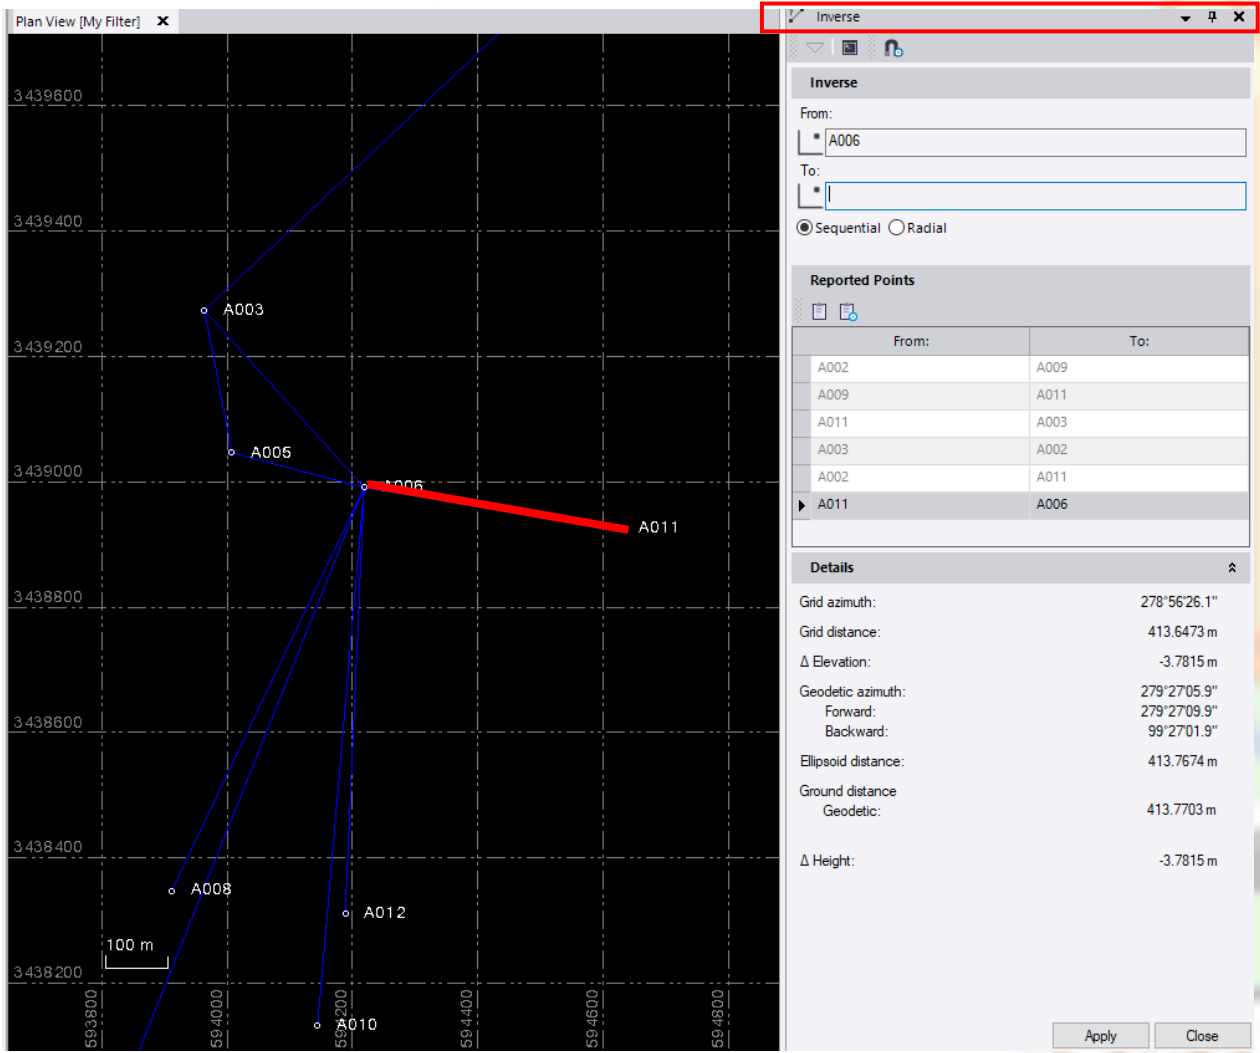 Plan View [My Filter]
3439600
3439400
A003
3439200
A005
3439000
A006
A011
3438800
3438600
3438400
A008
A012
100 m
3438200
A010
593800
594000
594200
594400
594600
594800
Inverse
Inverse
From:
A006
To:
Sequential Radial
Reported Points
From: To:
A002 A009
A009 A011
A011 A003
A003 A002
A002 A011
A011 A006
Details
Grid azimuth: 278°56'26.1"
Grid distance: 413.6473 m
Δ Elevation: -3.7815 m
Geodetic azimuth: 279°27'05.9"
Forward: 279°27'09.9"
Backward: 99°27'01.9"
Ellipsoid distance: 413.7674 m
Ground distance
Geodetic: 413.7703 m
Δ Height: -3.7815 m
Apply Close